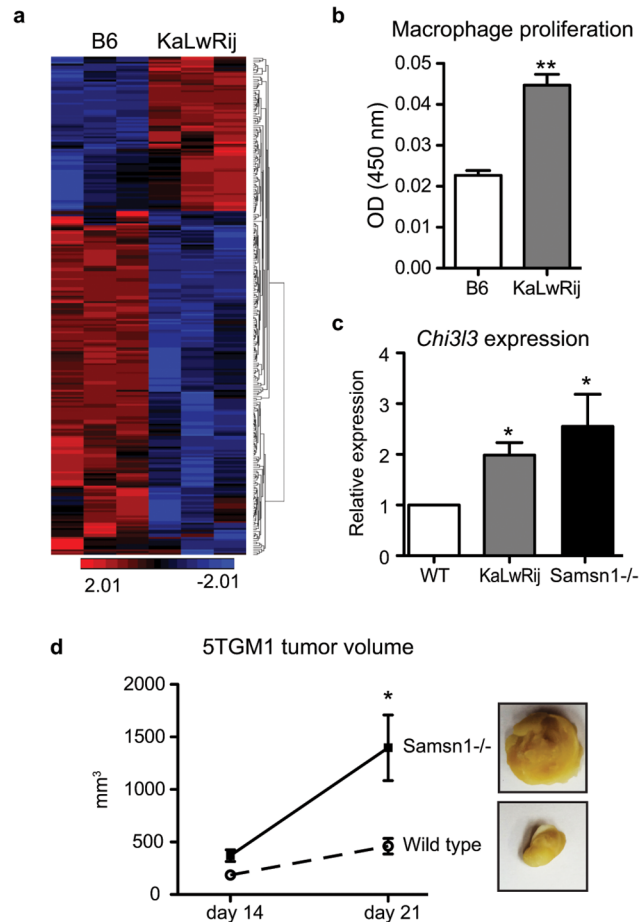 a
B6 KaLwRij
2.01 -2.01
b
Macrophage proliferation
OD (450 nm)
0.05
0.04
0.03
0.02
0.01
0.00
**
B6 KaLwRij
c
Chi3l3 expression
Relative expression
4
3
2
1
0
*
*
WT KaLwRij Samsn1-/-
d
5TGM1 tumor volume
mm³
2000
1500
1000
500
0
*
Samsn1-/-
Wild type
day 14 day 21